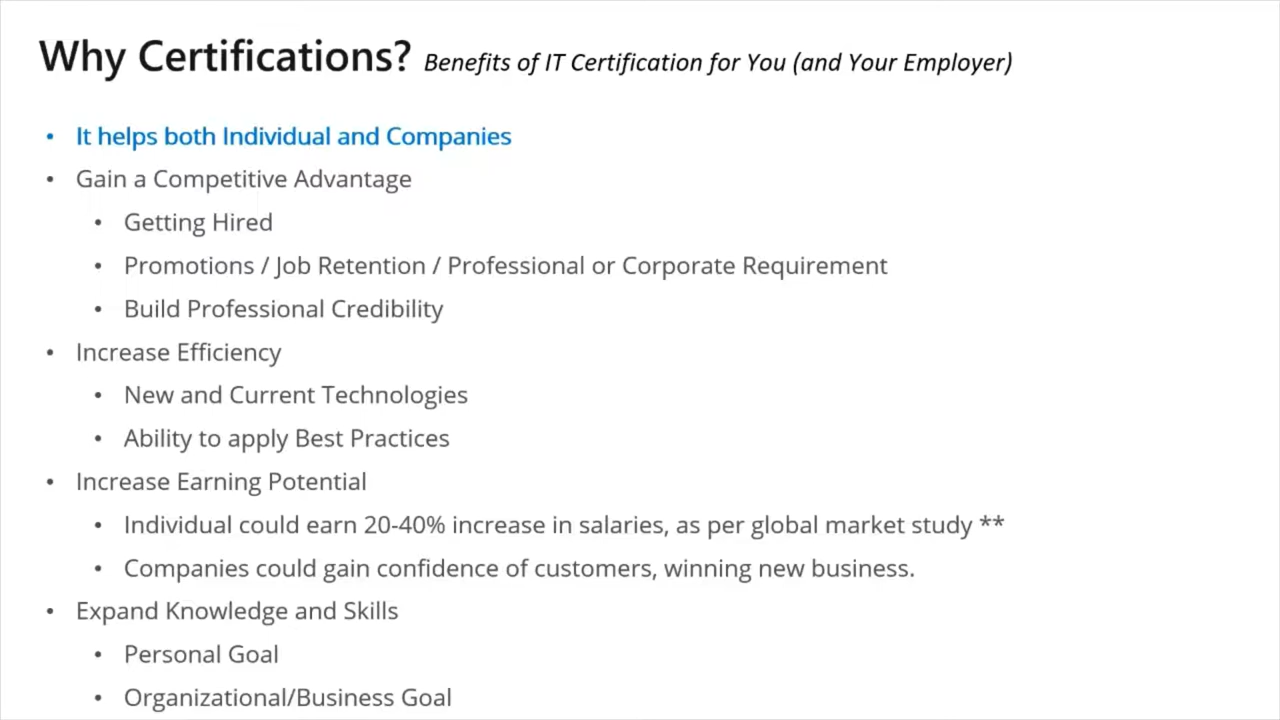 Why Certifications? Benefits of IT Certification for You (and Your Employer)
• It helps both Individual and Companies
• Gain a Competitive Advantage
• Getting Hired
• Promotions / Job Retention / Professional or Corporate Requirement
• Build Professional Credibility
• Increase Efficiency
• New and Current Technologies
• Ability to apply Best Practices
• Increase Earning Potential
• Individual could earn 20-40% increase in salaries, as per global market study **
• Companies could gain confidence of customers, winning new business.
• Expand Knowledge and Skills
• Personal Goal
• Organizational/Business Goal